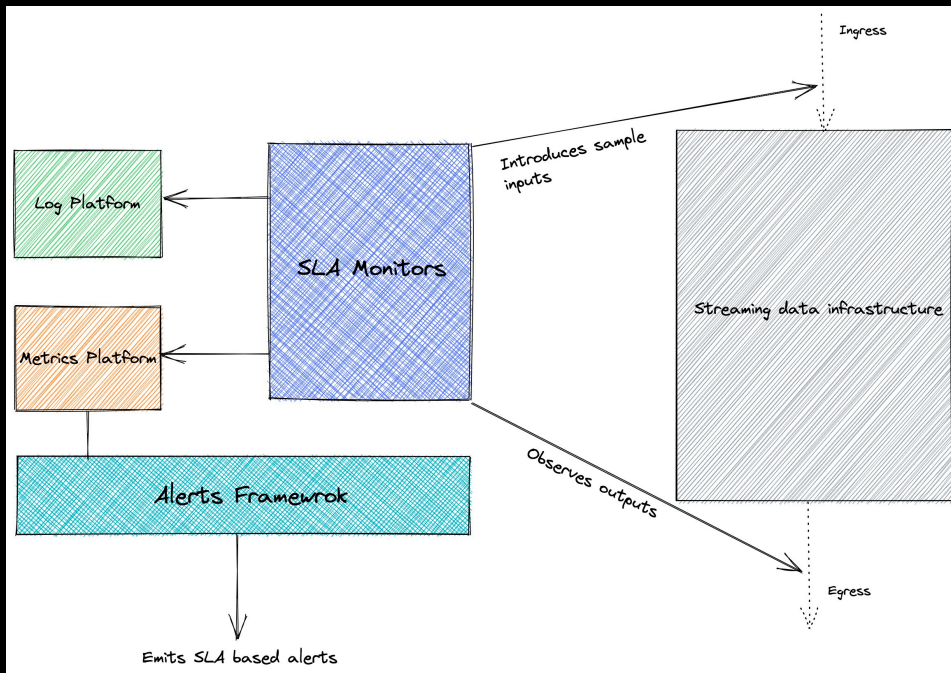 Ingress
Introduces sample
inputs
Log Platform
SLA Monitors
Streaming data infrastructure
Metrics Platform
Observes outputs
Alerts Framewrok
Egress
Emits SLA based alerts